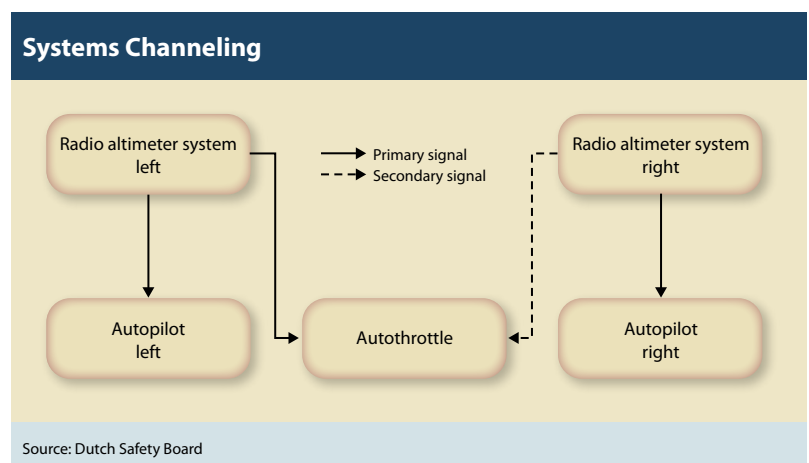 Systems Channeling
Radio altimeter system
left
Primary signal
Secondary signal
Radio altimeter system
right
Autopilot
left
Autothrottle
Autopilot
right
Source: Dutch Safety Board